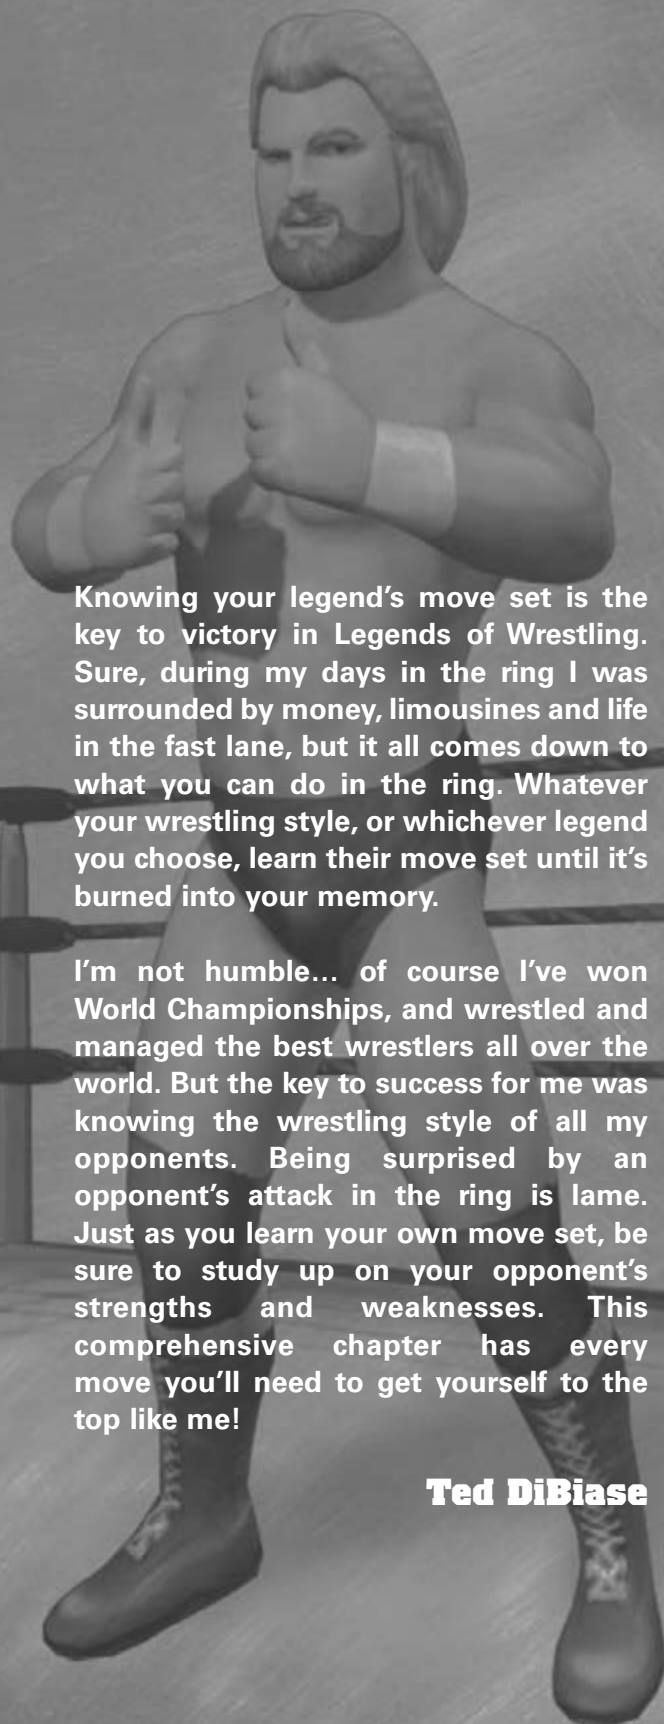 Knowing your legend's move set is the
key to victory in Legends of Wrestling.
Sure, during my days in the ring I was
surrounded by money, limousines and life
in the fast lane, but it all comes down to
what you can do in the ring. Whatever
your wrestling style, or whichever legend
you choose, learn their move set until it's
burned into your memory.
I'm not humble... of course I've won
World Championships, and wrestled and
managed the best wrestlers all over the
world. But the key to success for me was
knowing the wrestling style of all my
opponents. Being surprised by an
opponent's attack in the ring is lame.
Just as you learn your own move set, be
sure to study up on your opponent's
strengths and weaknesses. This
comprehensive chapter has every
move you'll need to get yourself to the
top like me!
Ted DiBiase